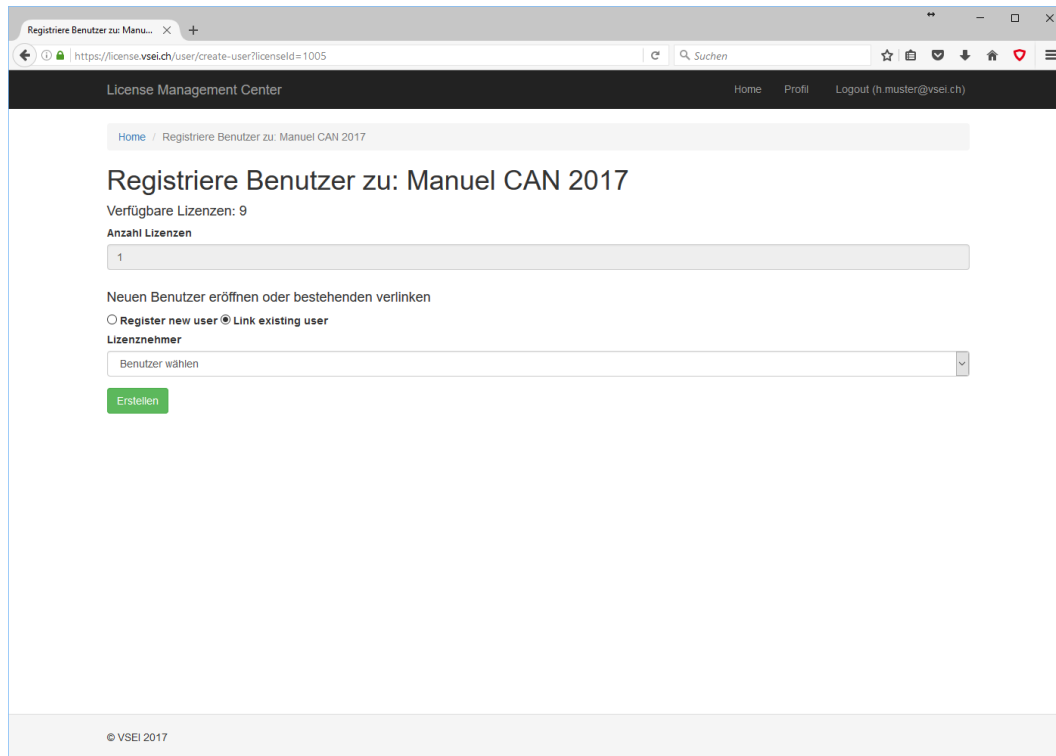 Registriere Benutzer zu: Manu...
https://license.vsei.ch/user/create-user?licenseId=1005
Suchen
License Management Center
Home Profil Logout (h.muster@vsei.ch)
Home / Registriere Benutzer zu: Manuel CAN 2017
Registriere Benutzer zu: Manuel CAN 2017
Verfügbare Lizenzen: 9
Anzahl Lizenzen
1
Neuen Benutzer eröffnen oder bestehenden verlinken
Register new user Link existing user
Lizenznehmer
Benutzer wählen
Erstellen
© VSEI 2017